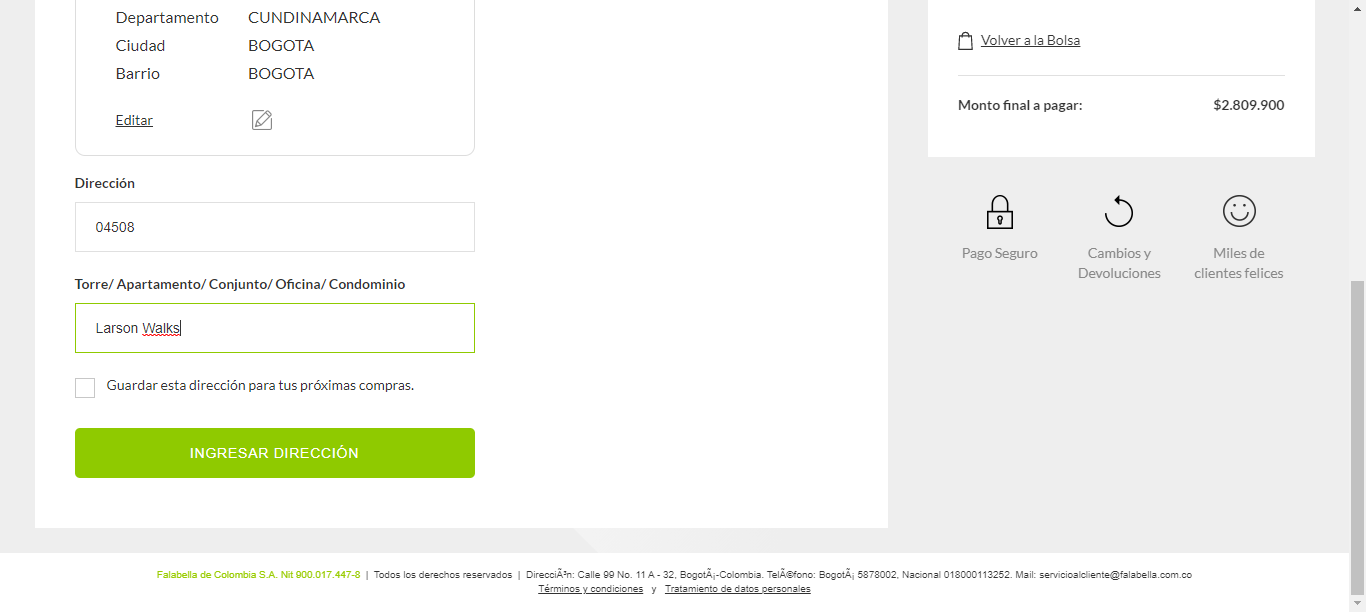 Departamento CUNDINAMARCA
Ciudad BOGOTA
Barrio BOGOTA
Editar
Dirección
04508
Torre/ Apartamento/ Conjunto/ Oficina/ Condominio
Larson Walks
Guardar esta dirección para tus próximas compras.
INGRESAR DIRECCIÓN
Volver a la Bolsa
Monto final a pagar: $2.809.900
Pago Seguro
Cambios y
Devoluciones
Miles de
clientes felices
Falabella de Colombia S.A. Nit 900.017.447-8 | Todos los derechos reservados | DirecciÃ³n: Calle 99 No. 11 A - 32, BogotÃ¡-Colombia. TelÃ©fono: BogotÃ¡ 5878002, Nacional 018000113252. Mail: servicioalcliente@falabella.com.co
Términos y condiciones y Tratamiento de datos personales